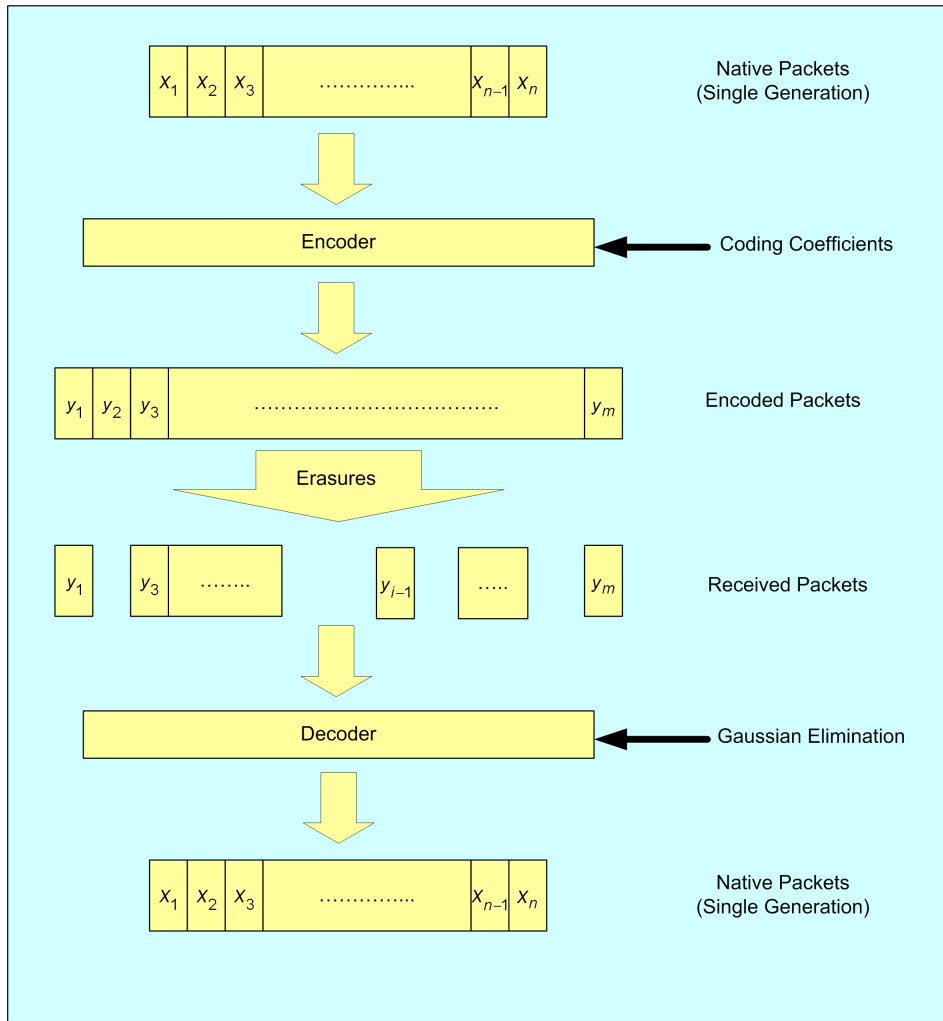 x₁ x₂ x₃ ................ xₙ₋₁ xₙ
Native Packets
(Single Generation)
Encoder
Coding Coefficients
y₁ y₂ y₃ ..................................... yₘ
Encoded Packets
Erasures
y₁ y₃ ........ yᵢ₋₁ ..... yₘ
Received Packets
Decoder
Gaussian Elimination
x₁ x₂ x₃ ................ xₙ₋₁ xₙ
Native Packets
(Single Generation)